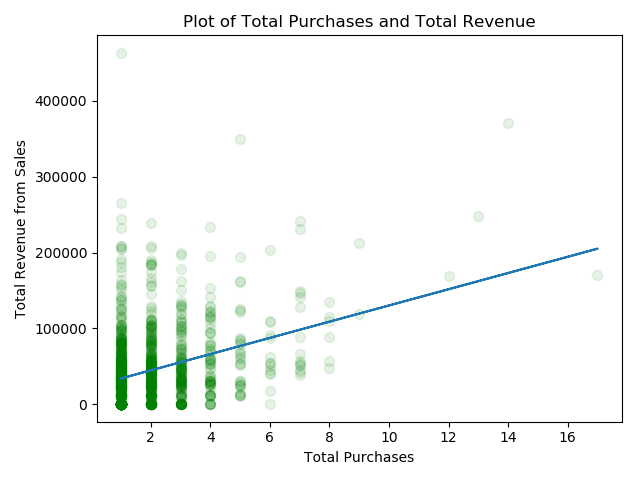 Plot of Total Purchases and Total Revenue
400000
300000
200000
100000
0
Total Revenue from Sales
2 4 6 8 10 12 14 16
Total Purchases